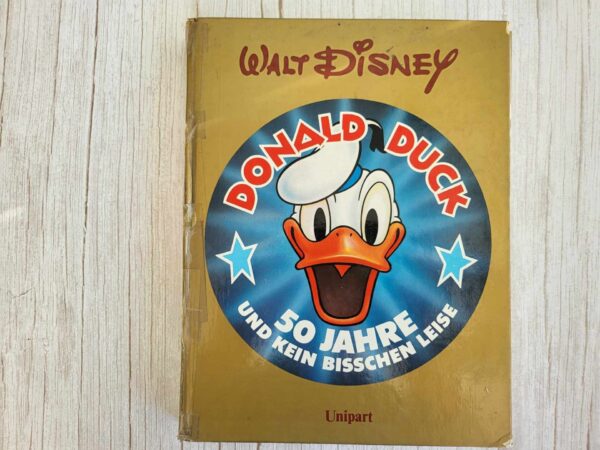 WALT DISNEY
DONALD DUCK
50 JAHRE
UND KEIN BISSCHEN LEISE
Unipart